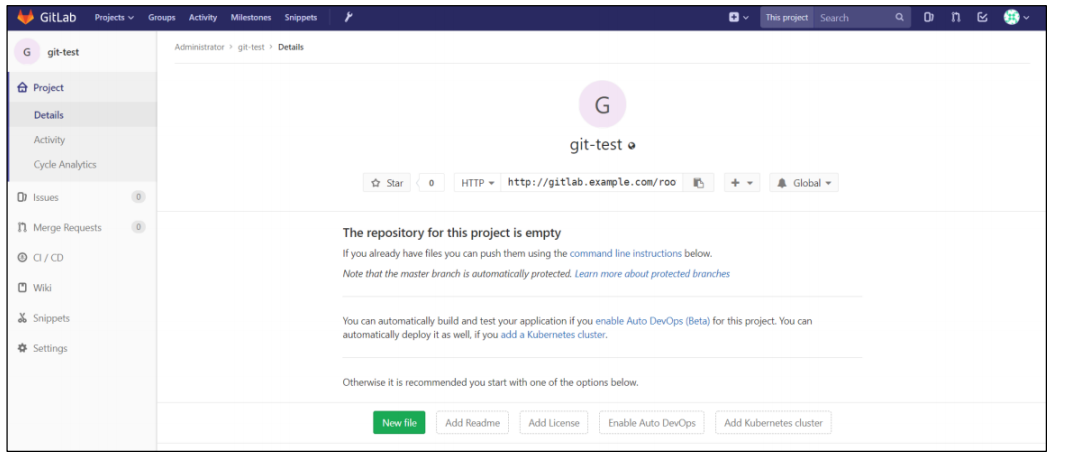 GitLab Projects Groups Activity Milestones Snippets This project Search
G git-test
Administrator > git-test > Details
Project
Details
Activity
Cycle Analytics
Issues 0
Merge Requests 0
CI / CD
Wiki
Snippets
Settings
G
git-test
Star 0 HTTP http://gitlab.example.com/roo Global
The repository for this project is empty
If you already have files you can push them using the command line instructions below.
Note that the master branch is automatically protected. Learn more about protected branches
You can automatically build and test your application if you enable Auto DevOps (Beta) for this project. You can
automatically deploy it as well, if you add a Kubernetes cluster.
Otherwise it is recommended you start with one of the options below.
New file Add Readme Add License Enable Auto DevOps Add Kubernetes cluster